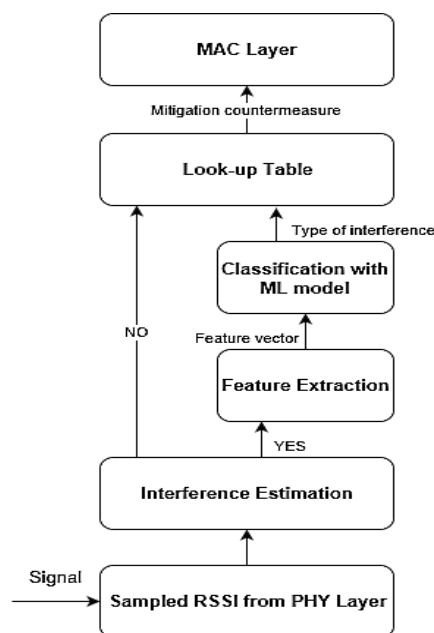 MAC Layer
Mitigation countermeasure
Look-up Table
Type of interference
Classification with
ML model
NO
Feature vector
Feature Extraction
YES
Interference Estimation
Signal
Sampled RSSI from PHY Layer